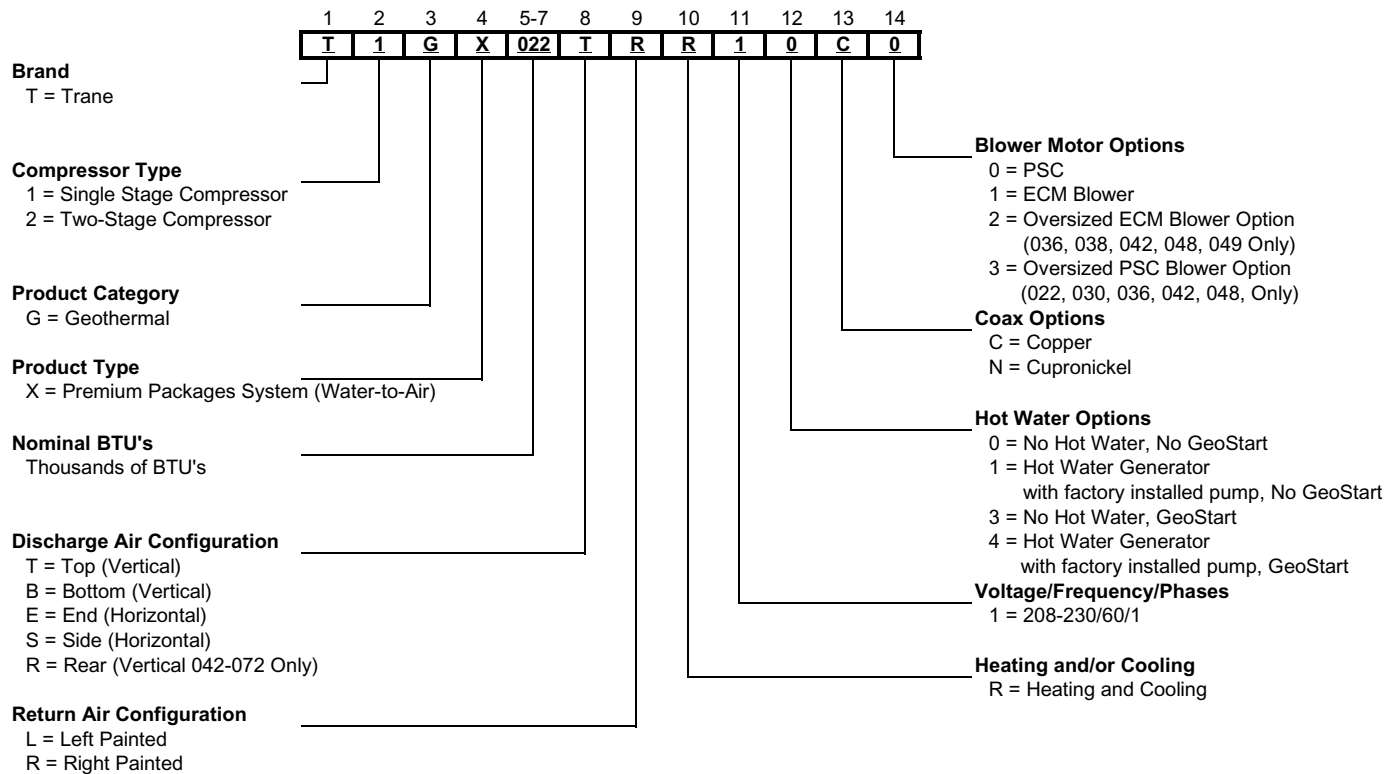 1 2 3 4 5-7 8 9 10 11 12 13 14
T 1 G X 022 T R R 1 0 C 0
Brand
T = Trane
Compressor Type
1 = Single Stage Compressor
2 = Two-Stage Compressor
Product Category
G = Geothermal
Product Type
X = Premium Packages System (Water-to-Air)
Nominal BTU's
Thousands of BTU's
Discharge Air Configuration
T = Top (Vertical)
B = Bottom (Vertical)
E = End (Horizontal)
S = Side (Horizontal)
R = Rear (Vertical 042-072 Only)
Return Air Configuration
L = Left Painted
R = Right Painted
Blower Motor Options
0 = PSC
1 = ECM Blower
2 = Oversized ECM Blower Option
(036, 038, 042, 048, 049 Only)
3 = Oversized PSC Blower Option
(022, 030, 036, 042, 048, Only)
Coax Options
C = Copper
N = Cupronickel
Hot Water Options
0 = No Hot Water, No GeoStart
1 = Hot Water Generator
with factory installed pump, No GeoStart
3 = No Hot Water, GeoStart
4 = Hot Water Generator
with factory installed pump, GeoStart
Voltage/Frequency/Phases
1 = 208-230/60/1
Heating and/or Cooling
R = Heating and Cooling